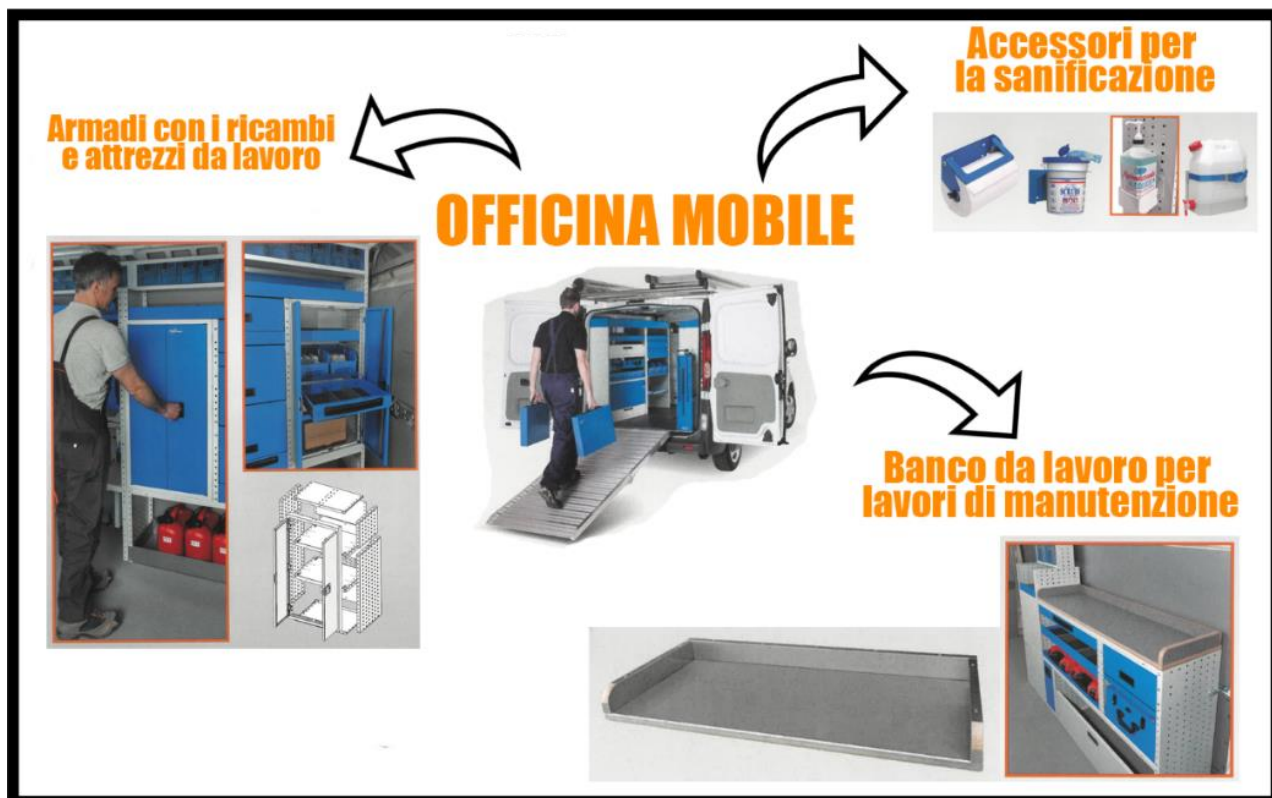 Accessori per
la sanificazione
Armadi con i ricambi
e attrezzi da lavoro
OFFICINA MOBILE
Banco da lavoro per
lavori di manutenzione